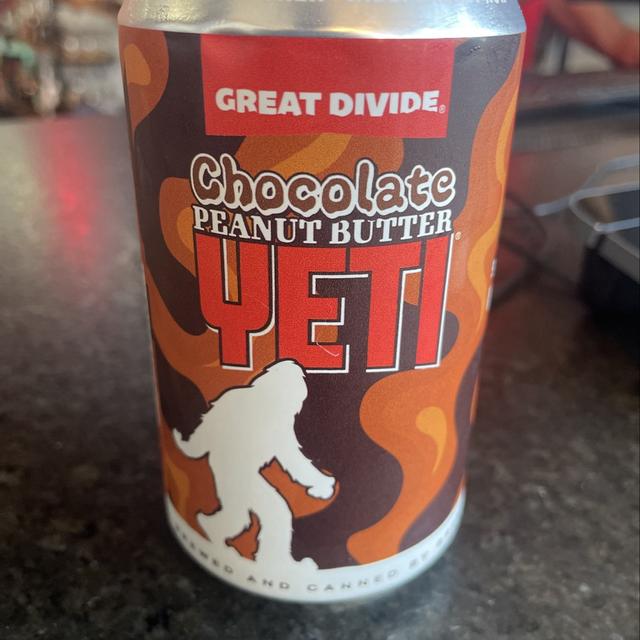 GREAT DIVIDE®
Chocolate
PEANUT BUTTER
YETI®
BREWED AND CANNED BY